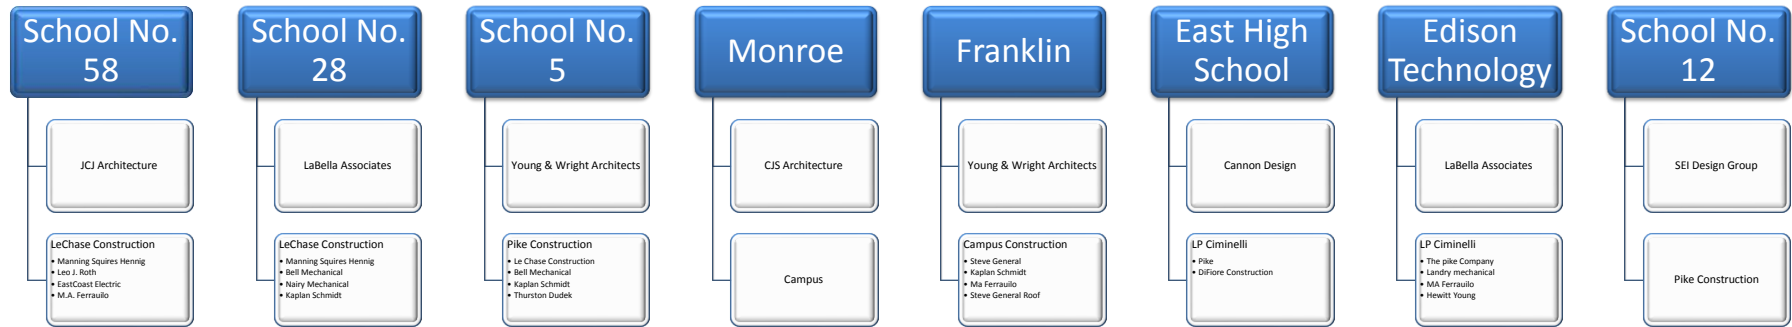 School No.
58
JCJ Architecture
LeChase Construction
• Manning Squires Hennig
• Leo J. Roth
• EastCoast Electric
• M.A. Ferrauilo
School No.
28
LaBella Associates
LeChase Construction
• Manning Squires Hennig
• Bell Mechanical
• Nairy Mechanical
• Kaplan Schmidt
School No.
5
Young & Wright Architects
Pike Construction
• Le Chase Construction
• Bell Mechanical
• Kaplan Schmidt
• Thurston Dudek
Monroe
CJS Architecture
Campus
Franklin
Young & Wright Architects
Campus Construction
• Steve General
• Kaplan Schmidt
• Ma Ferrauilo
• Steve General Roof
East High
School
Cannon Design
LP Ciminelli
• Pike
• DiFiore Construction
Edison
Technology
LaBella Associates
LP Ciminelli
• The pike Company
• Landry mechanical
• MA Ferrauilo
• Hewitt Young
School No.
12
SEI Design Group
Pike Construction